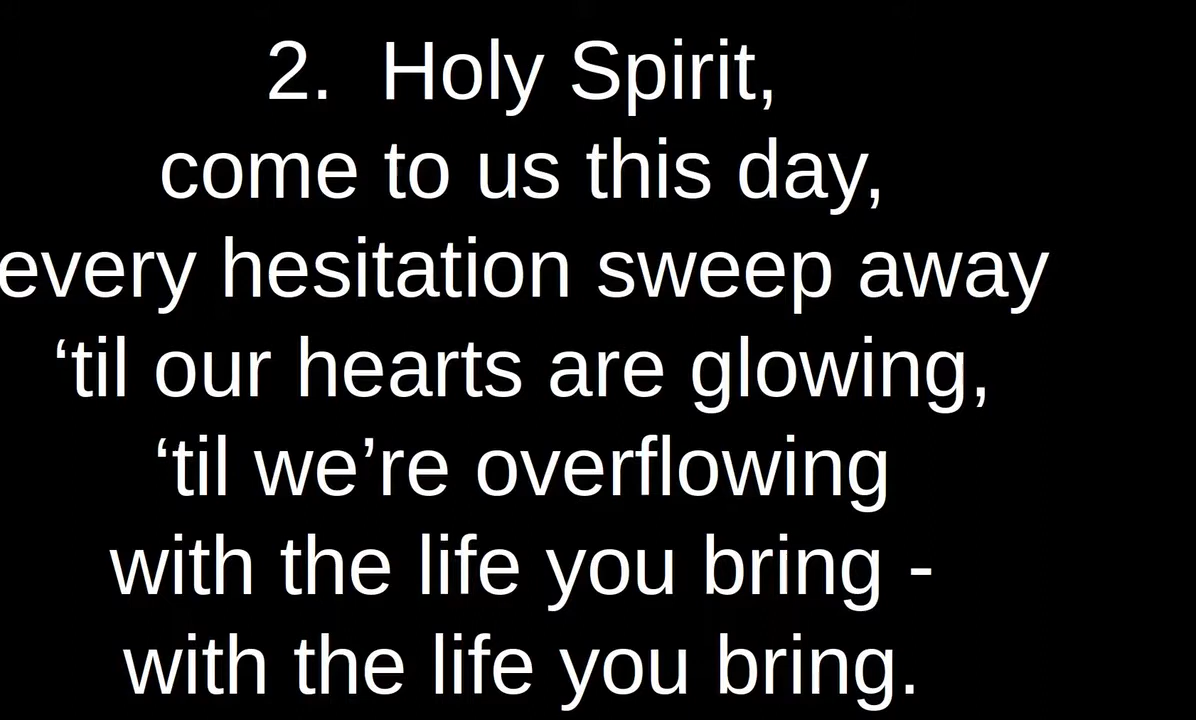 2.  Holy Spirit,
come to us this day,
every hesitation sweep away
‘til our hearts are glowing,
‘til we’re overflowing
with the life you bring -
with the life you bring.